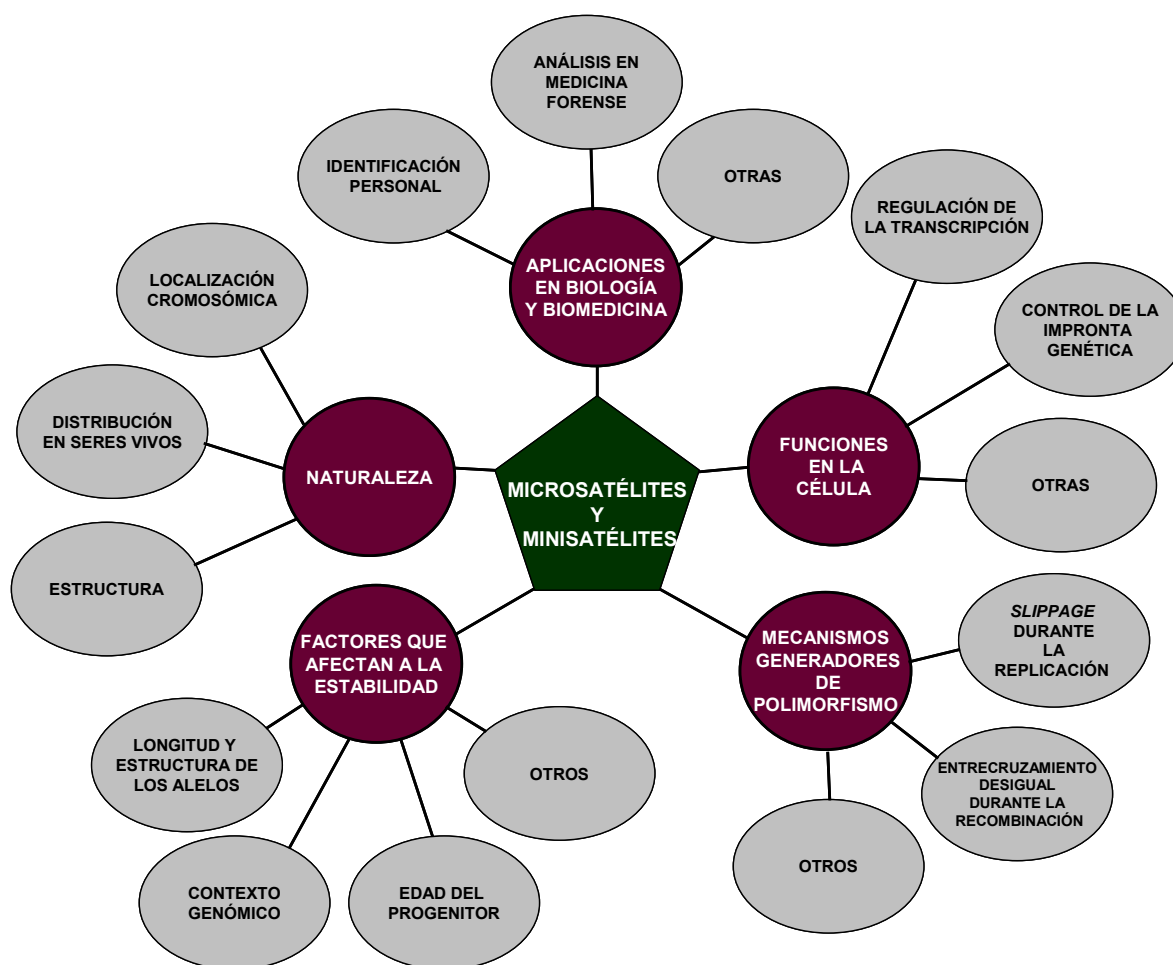 ANÁLISIS EN
MEDICINA
FORENSE
IDENTIFICACIÓN
PERSONAL
OTRAS
REGULACIÓN DE
LA TRANSCRIPCIÓN
APLICACIONES
EN BIOLOGÍA
Y BIOMEDICINA
LOCALIZACIÓN
CROMOSÓMICA
CONTROL DE LA
IMPRONTA
GENÉTICA
DISTRIBUCIÓN
EN SERES VIVOS
NATURALEZA
FUNCIONES
EN LA
CÉLULA
MICROSATÉLITES
Y
MINISATÉLITES
OTRAS
ESTRUCTURA
FACTORES QUE
AFECTAN A LA
ESTABILIDAD
MECANISMOS
GENERADORES
DE
POLIMORFISMO
SLIPPAGE
DURANTE
LA
REPLICACIÓN
LONGITUD Y
ESTRUCTURA DE
LOS ALELOS
OTROS
ENTRECRUZAMIENTO
DESIGUAL
DURANTE LA
RECOMBINACIÓN
OTROS
CONTEXTO
GENÓMICO
EDAD DEL
PROGENITOR